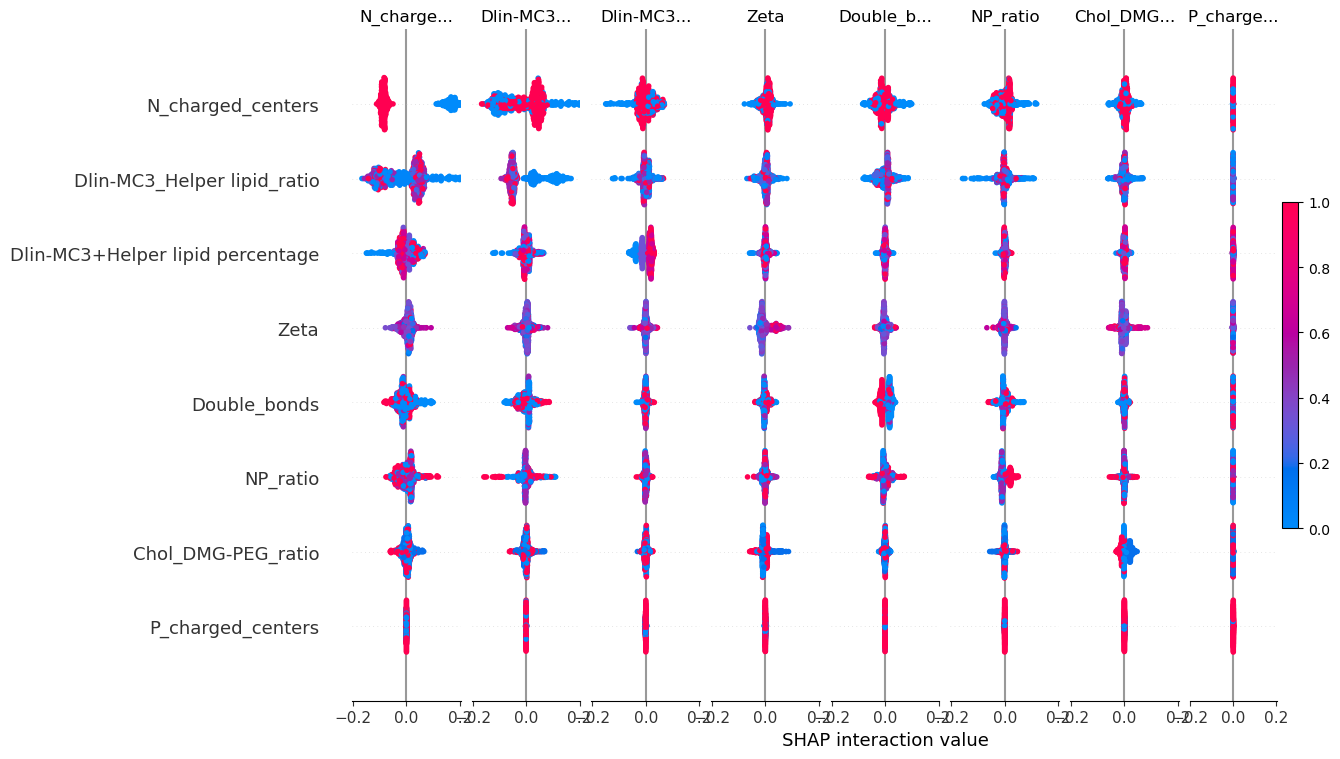 N_charge... Dlin-MC3... Dlin-MC3... Zeta Double_b... NP_ratio Chol_DMG... P_charge...
N_charged_centers
Dlin-MC3_Helper lipid_ratio
Dlin-MC3+Helper lipid percentage
Zeta
Double_bonds
NP_ratio
Chol_DMG-PEG_ratio
P_charged_centers
1.0
0.8
0.6
0.4
0.2
0.0
−0.2 0.0 0.2 −0.2 0.0 0.2 −0.2 0.0 0.2 −0.2 0.0 0.2 −0.2 0.0 0.2 −0.2 0.0 0.2 −0.2 0.0 0.2 −0.2 0.0 0.2
SHAP interaction value